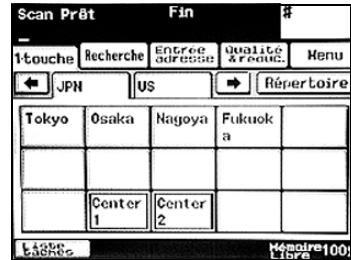 Scan Prêt Fin #
1-touche Recherche Entrée adresse Qualité & réduc. Menu
JPN US Répertoire
Tokyo Osaka Nagoya Fukuok
a
Center Center
1 2
Liste tâches Mémoire Libre 100%